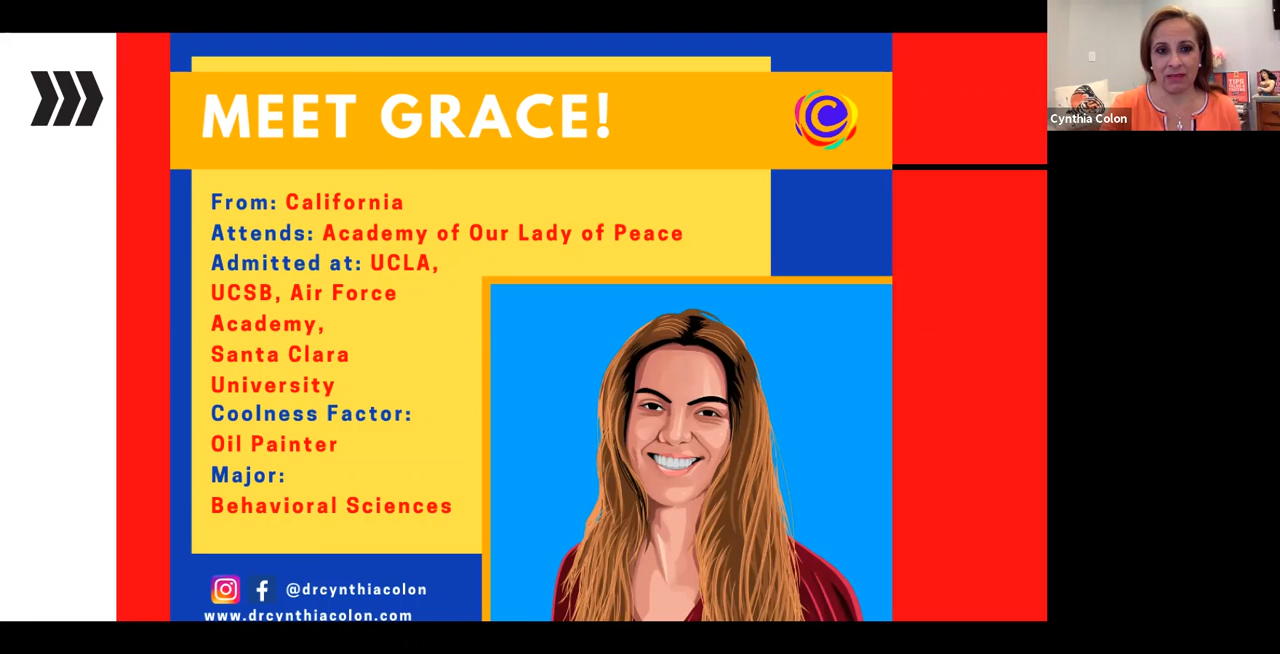 MEET GRACE!
C
From: California
Attends: Academy of Our Lady of Peace
Admitted at: UCLA,
UCSB, Air Force
Academy,
Santa Clara
University
Coolness Factor:
Oil Painter
Major:
Behavioral Sciences
@drcynthiacolon
www.drcynthiacolon.com
TIPS
Cynthia Colon